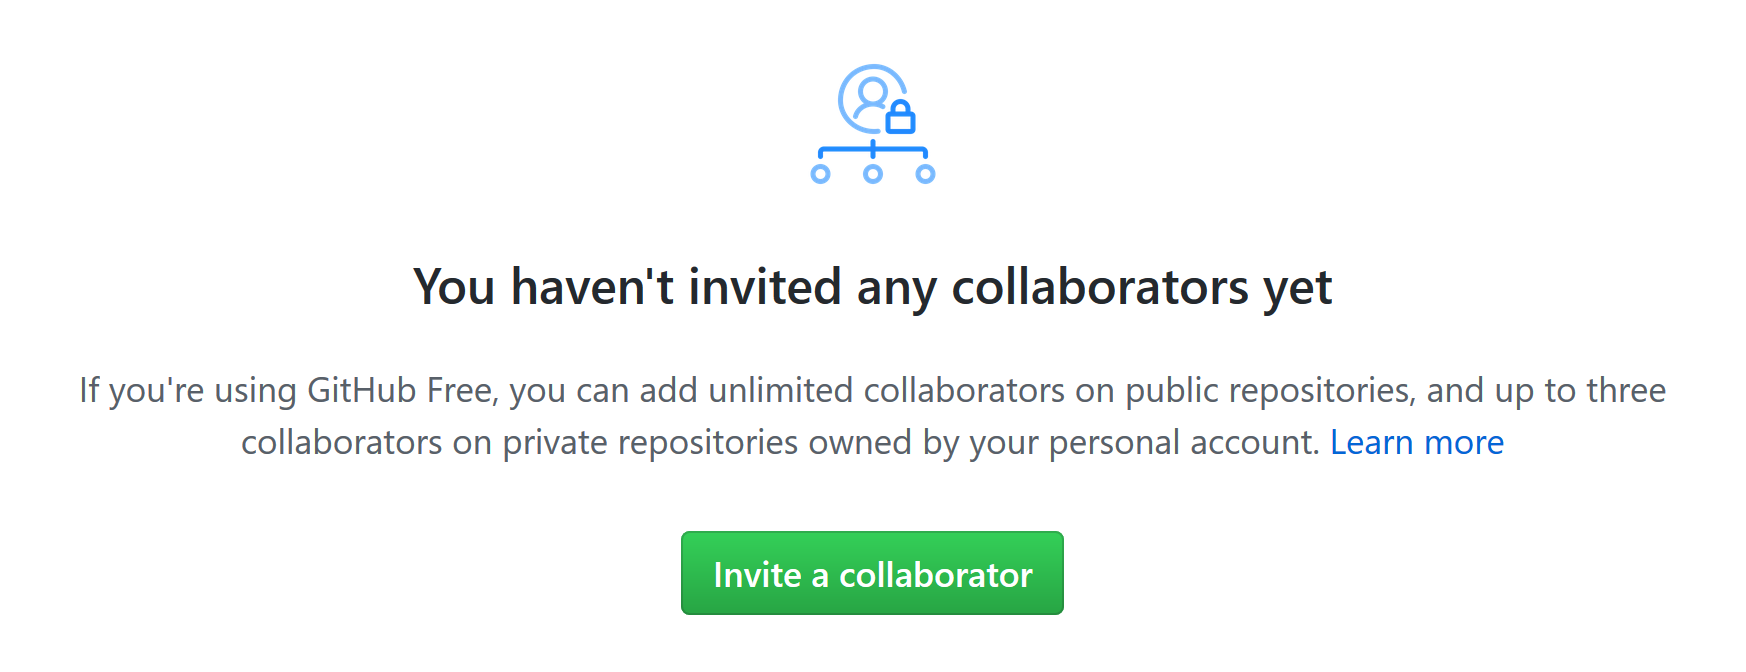 You haven't invited any collaborators yet
If you're using GitHub Free, you can add unlimited collaborators on public repositories, and up to three
collaborators on private repositories owned by your personal account. Learn more
Invite a collaborator